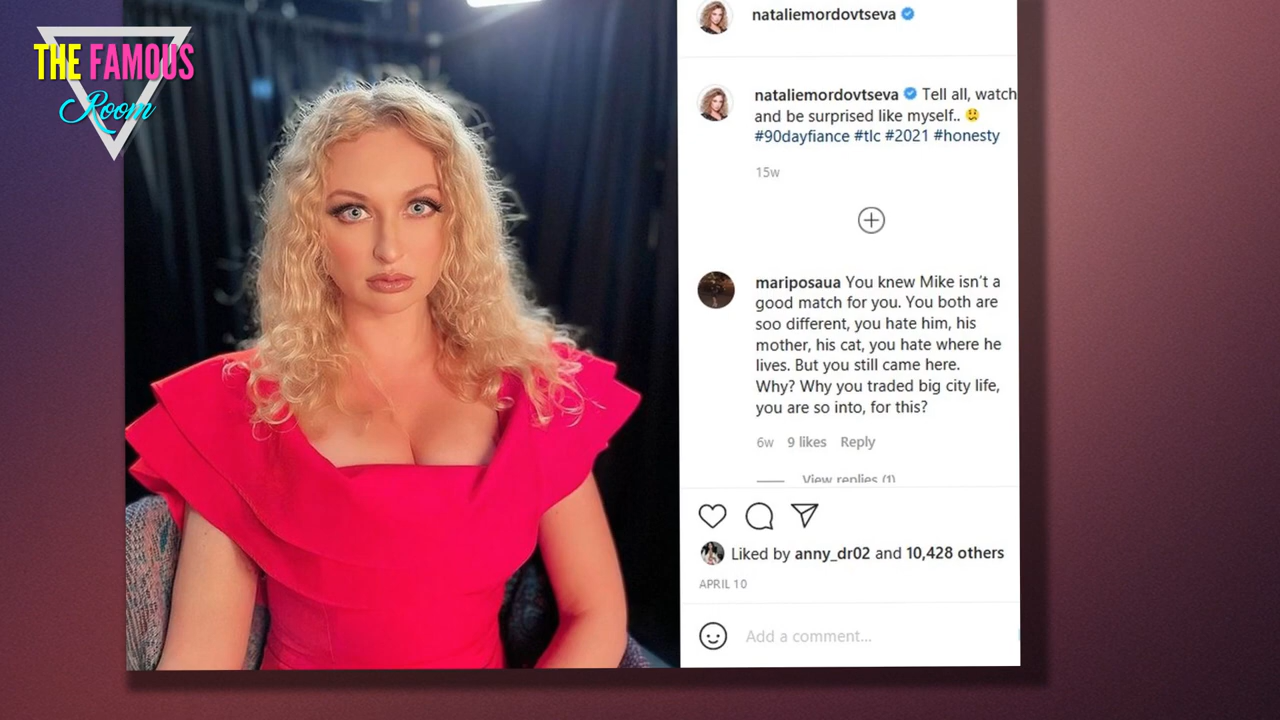 THE FAMOUS
Room
nataliemordovtseva
nataliemordovtseva Tell all, watch
and be surprised like myself..
#90dayfiance #tlc #2021 #honesty
15w
mariposaua You knew Mike isn't a
good match for you. You both are
soo different, you hate him, his
mother, his cat, you hate where he
lives. But you still came here.
Why? Why you traded big city life,
you are so into, for this?
6w 9 likes Reply
View replies (1)
Liked by anny_dr02 and 10,428 others
APRIL 10
Add a comment...